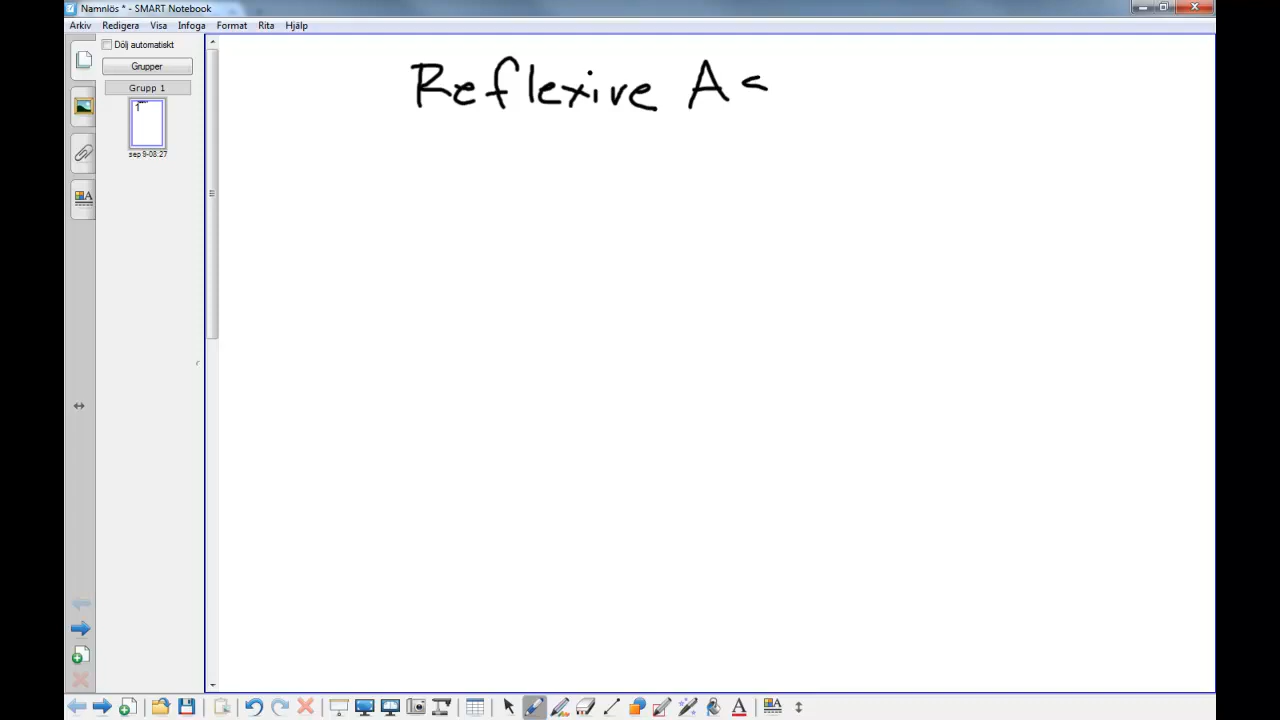 Namnlös * - SMART Notebook
Arkiv Redigera Visa Infoga Format Rita Hjälp
Dölj automatiskt
Grupper
Grupp 1
sep 9-08.27
Reflexive Ac